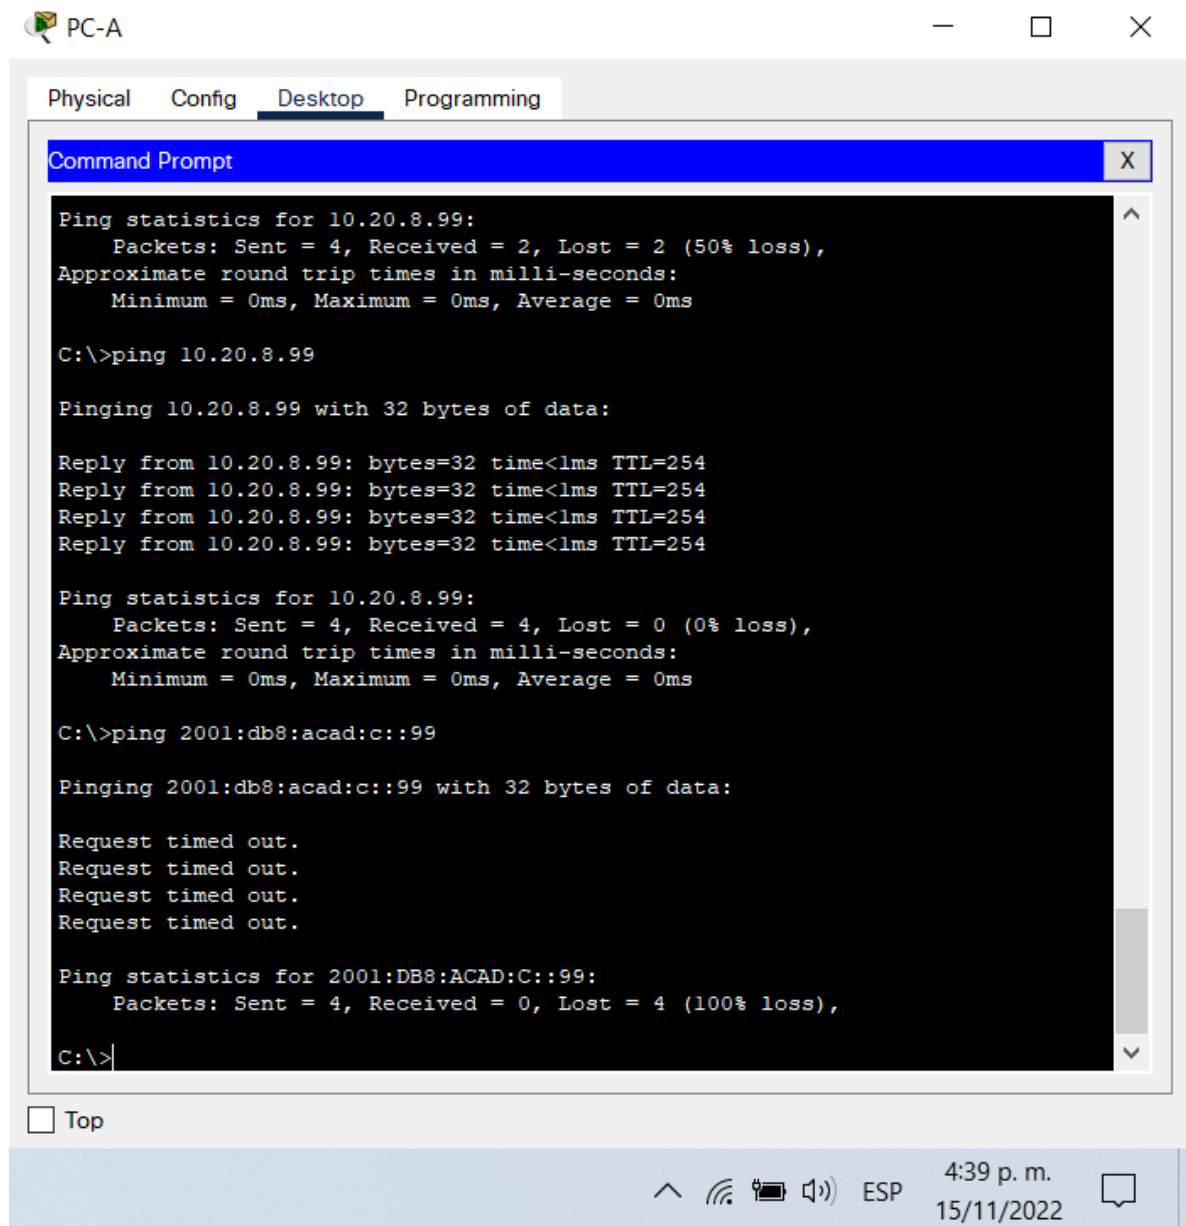 PC-A
Physical Config Desktop Programming
Command Prompt X
Ping statistics for 10.20.8.99:
    Packets: Sent = 4, Received = 2, Lost = 2 (50% loss),
Approximate round trip times in milli-seconds:
    Minimum = 0ms, Maximum = 0ms, Average = 0ms
C:\>ping 10.20.8.99
Pinging 10.20.8.99 with 32 bytes of data:
Reply from 10.20.8.99: bytes=32 time<1ms TTL=254
Reply from 10.20.8.99: bytes=32 time<1ms TTL=254
Reply from 10.20.8.99: bytes=32 time<1ms TTL=254
Reply from 10.20.8.99: bytes=32 time<1ms TTL=254
Ping statistics for 10.20.8.99:
    Packets: Sent = 4, Received = 4, Lost = 0 (0% loss),
Approximate round trip times in milli-seconds:
    Minimum = 0ms, Maximum = 0ms, Average = 0ms
C:\>ping 2001:db8:acad:c::99
Pinging 2001:db8:acad:c::99 with 32 bytes of data:
Request timed out.
Request timed out.
Request timed out.
Request timed out.
Ping statistics for 2001:DB8:ACAD:C::99:
    Packets: Sent = 4, Received = 0, Lost = 4 (100% loss),
C:\>
Top
ESP
4:39 p. m.
15/11/2022